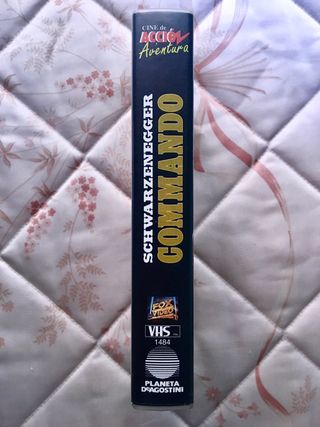 CINE de
ACCIÓN
Aventura
SCHWARZENEGGER
COMMANDO
FOX
VIDEO
VHS
1484
PLANETA
DeAGOSTINI